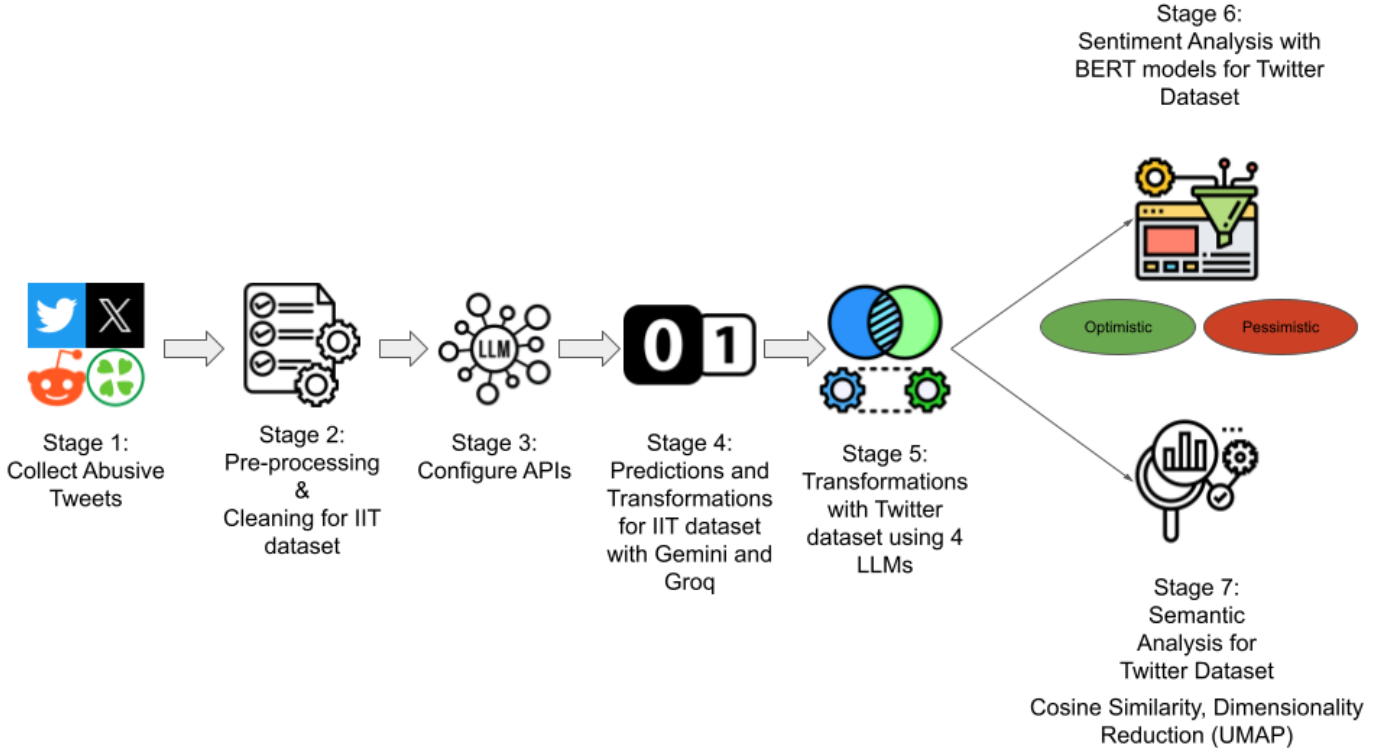 Stage 1:
Collect Abusive
Tweets
Stage 2:
Pre-processing
&
Cleaning for IIT
dataset
LLM
Stage 3:
Configure APIs
0 1
Stage 4:
Predictions and
Transformations
for IIT dataset
with Gemini and
Groq
Stage 5:
Transformations
with Twitter
dataset using 4
LLMs
Stage 6:
Sentiment Analysis with
BERT models for Twitter
Dataset
Optimistic
Pessimistic
Stage 7:
Semantic
Analysis for
Twitter Dataset
Cosine Similarity, Dimensionality
Reduction (UMAP)